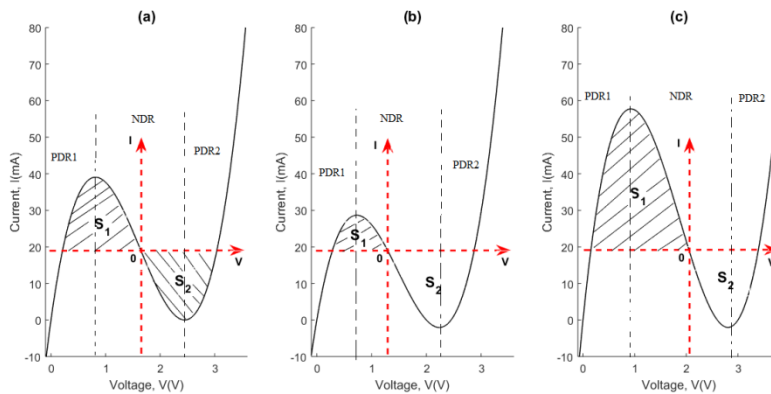 (a)
80
70
60
50
40
30
20
10
0
-10
Current, I(mA)
PDR1
NDR
PDR2
I
S1
0
S2
V
0 1 2 3
Voltage, V(V)
(b)
80
70
60
50
40
30
20
10
0
-10
Current, I(mA)
PDR1
NDR
PDR2
I
S1
0
S2
V
0 1 2 3
Voltage, V(V)
(c)
80
70
60
50
40
30
20
10
0
-10
Current, I(mA)
PDR1
NDR
PDR2
I
S1
0
S2
V
0 1 2 3
Voltage, V(V)